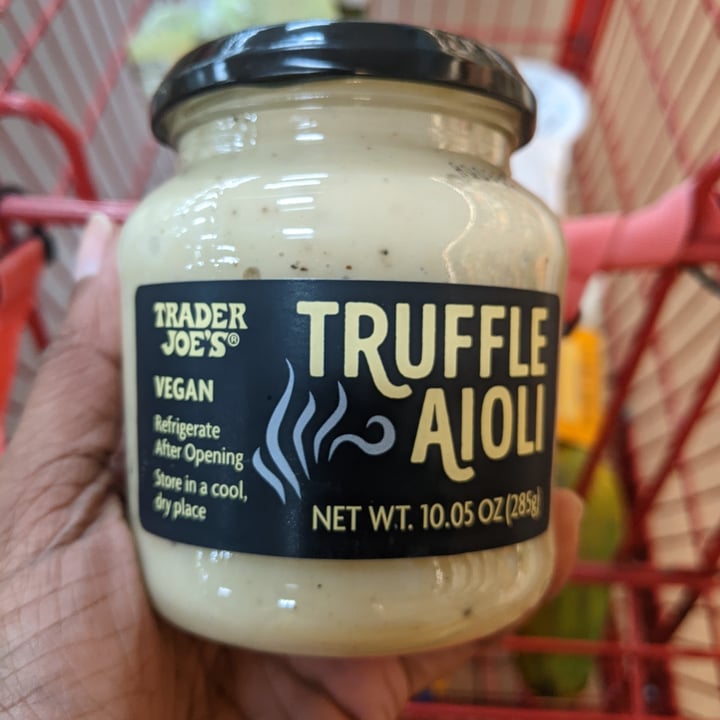 TRADER
JOE'S®
VEGAN
Refrigerate
After Opening
Store in a cool,
dry place
TRUFFLE
AIOLI
NET WT. 10.05 OZ (285g)